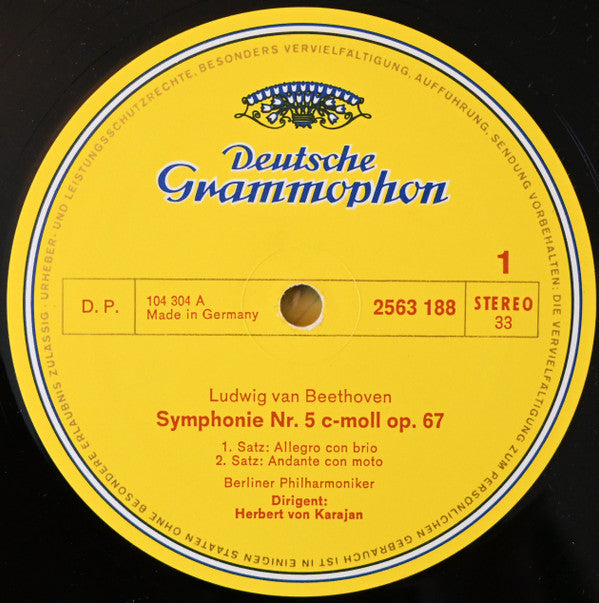 URHEBER- UND LEISTUNGSSCHUTZRECHTE, BESONDERS VERVIELFÄLTIGUNG, AUFFÜHRUNG, SENDUNG VORBEHALTEN: DIE VERVIELFÄLTIGUNG ZUM PERSÖNLICHEN GEBRAUCH IST IN EINIGEN STAATEN OHNE BESONDERE ERLAUBNIS ZULÄSSIG ·
Deutsche
Grammophon
1
D. P.
104 304 A
Made in Germany
2563 188
STEREO
33
Ludwig van Beethoven
Symphonie Nr. 5 c-moll op. 67
1. Satz: Allegro con brio
2. Satz: Andante con moto
Berliner Philharmoniker
Dirigent:
Herbert von Karajan